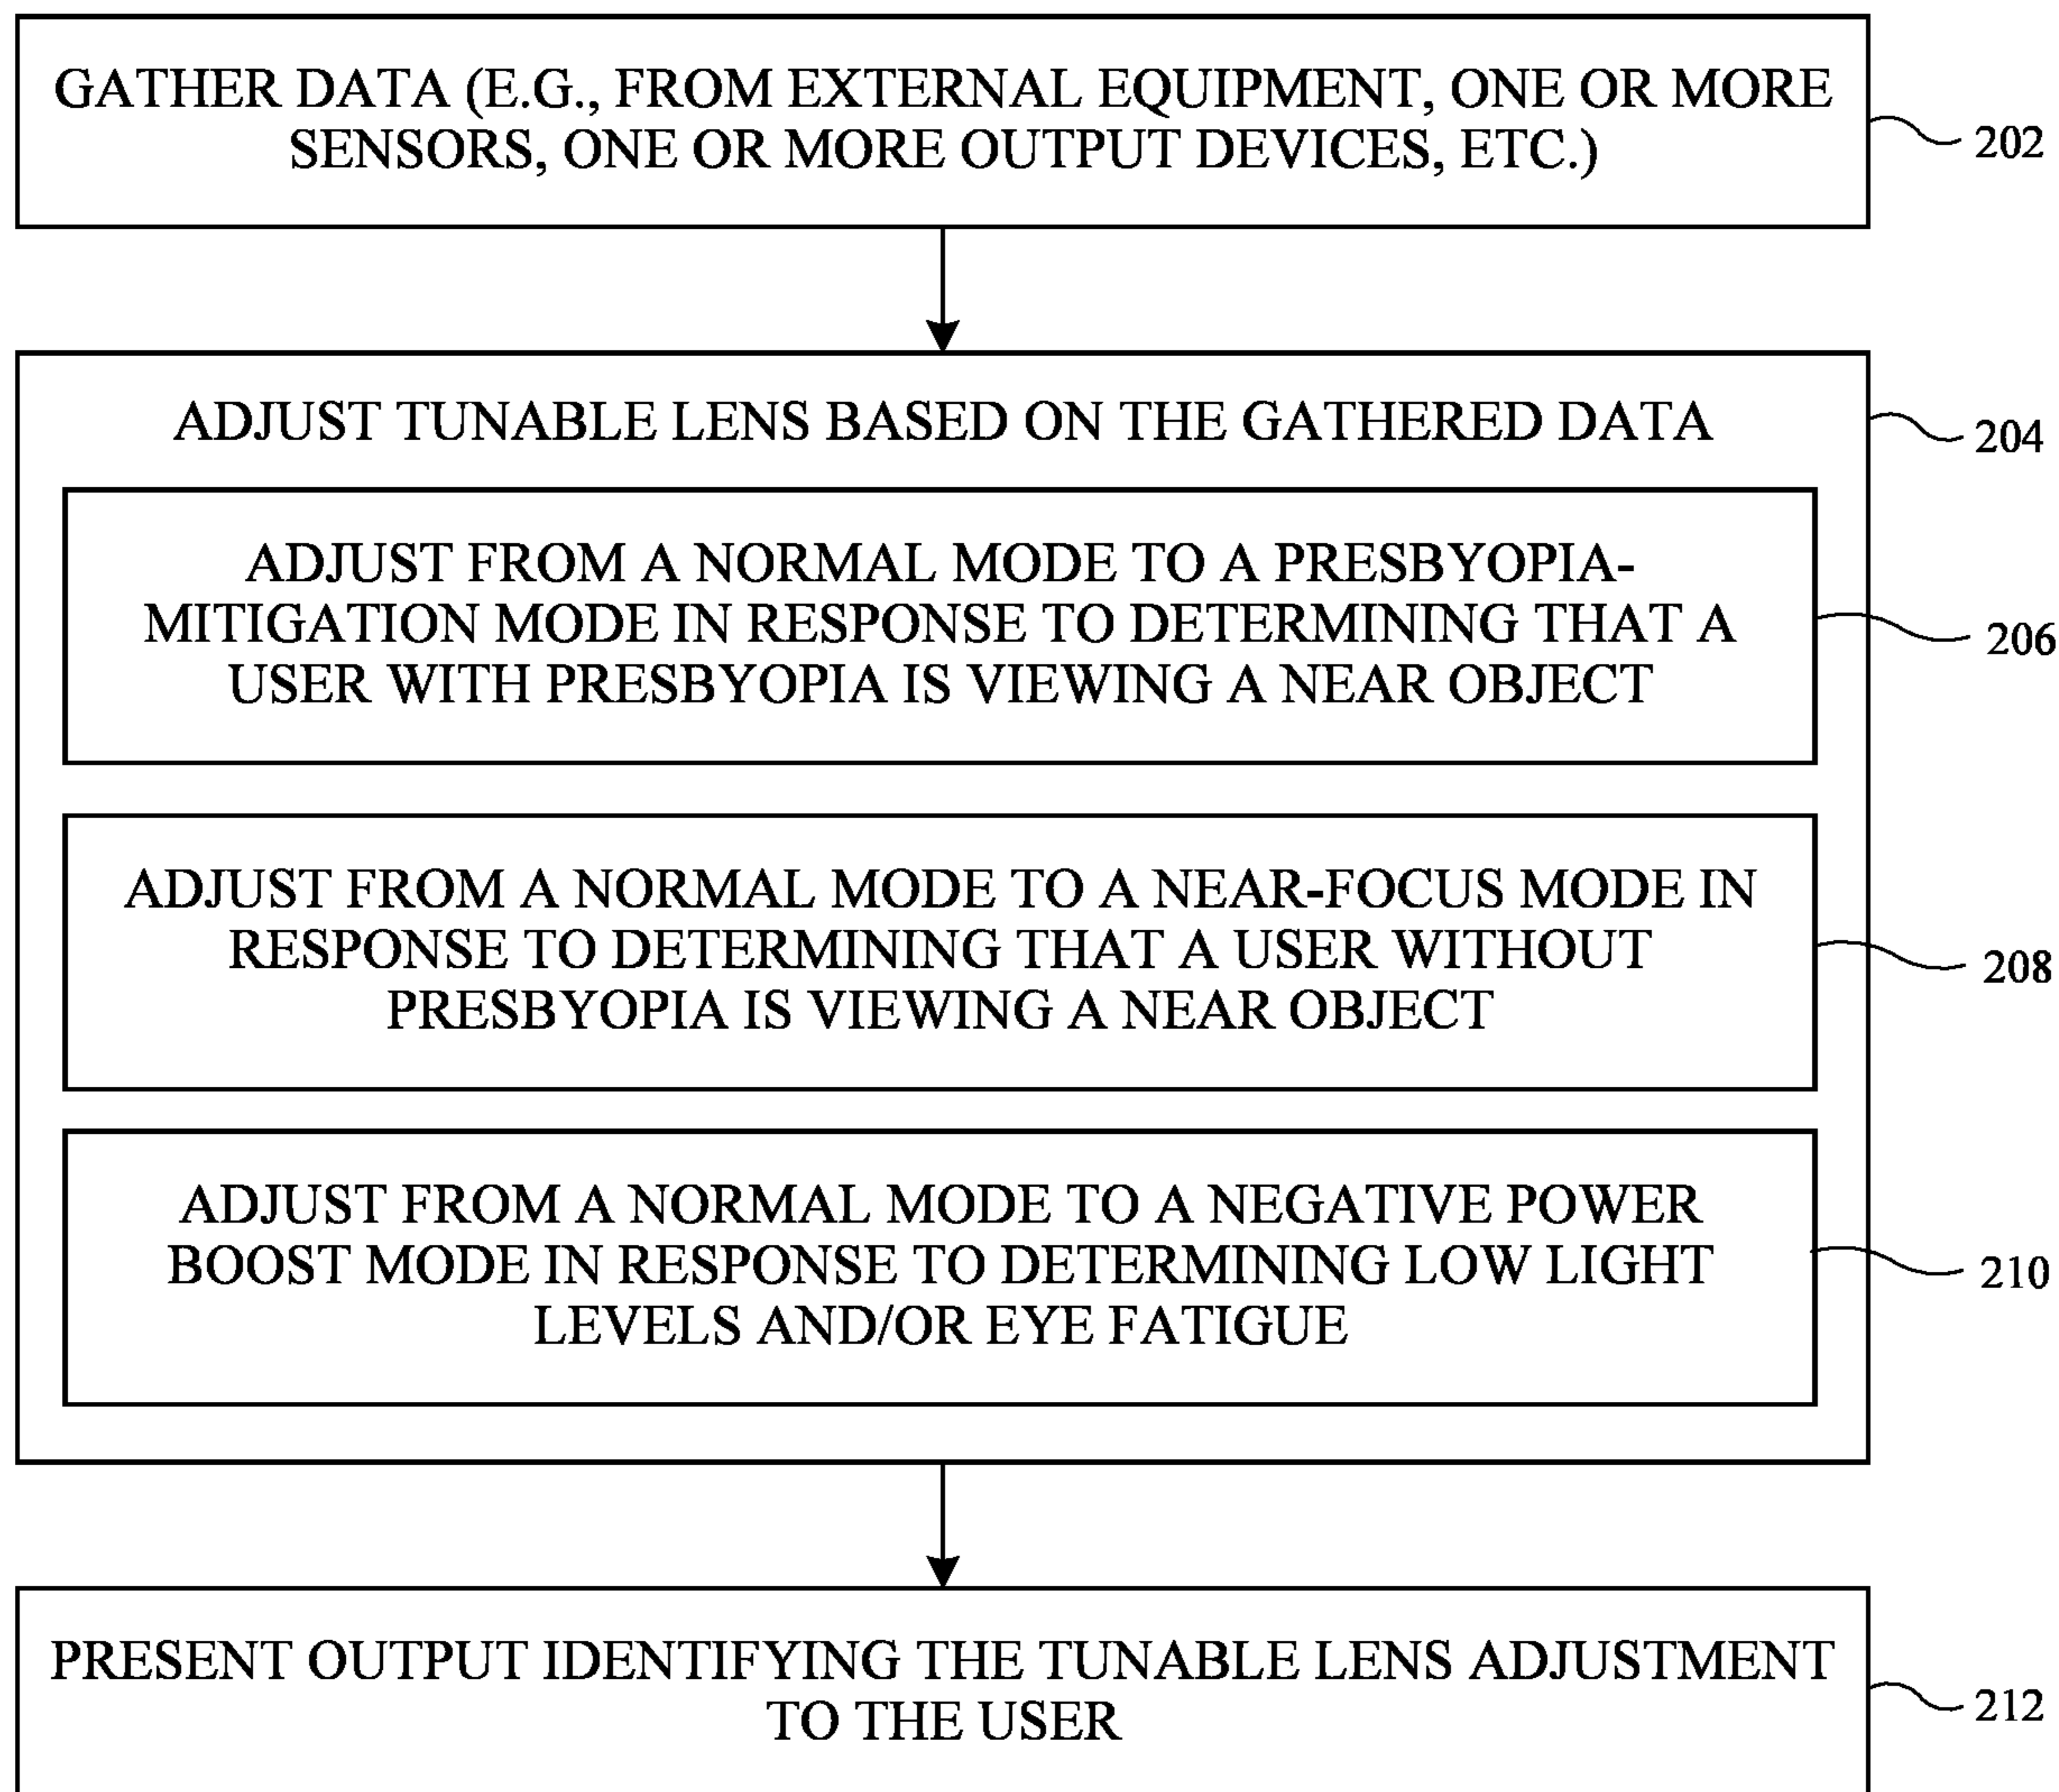 GATHER DATA (E.G., FROM EXTERNAL EQUIPMENT, ONE OR MORE
SENSORS, ONE OR MORE OUTPUT DEVICES, ETC.)
202
ADJUST TUNABLE LENS BASED ON THE GATHERED DATA
204
ADJUST FROM A NORMAL MODE TO A PRESBYOPIA-
MITIGATION MODE IN RESPONSE TO DETERMINING THAT A
USER WITH PRESBYOPIA IS VIEWING A NEAR OBJECT
206
ADJUST FROM A NORMAL MODE TO A NEAR-FOCUS MODE IN
RESPONSE TO DETERMINING THAT A USER WITHOUT
PRESBYOPIA IS VIEWING A NEAR OBJECT
208
ADJUST FROM A NORMAL MODE TO A NEGATIVE POWER
BOOST MODE IN RESPONSE TO DETERMINING LOW LIGHT
LEVELS AND/OR EYE FATIGUE
210
PRESENT OUTPUT IDENTIFYING THE TUNABLE LENS ADJUSTMENT
TO THE USER
212